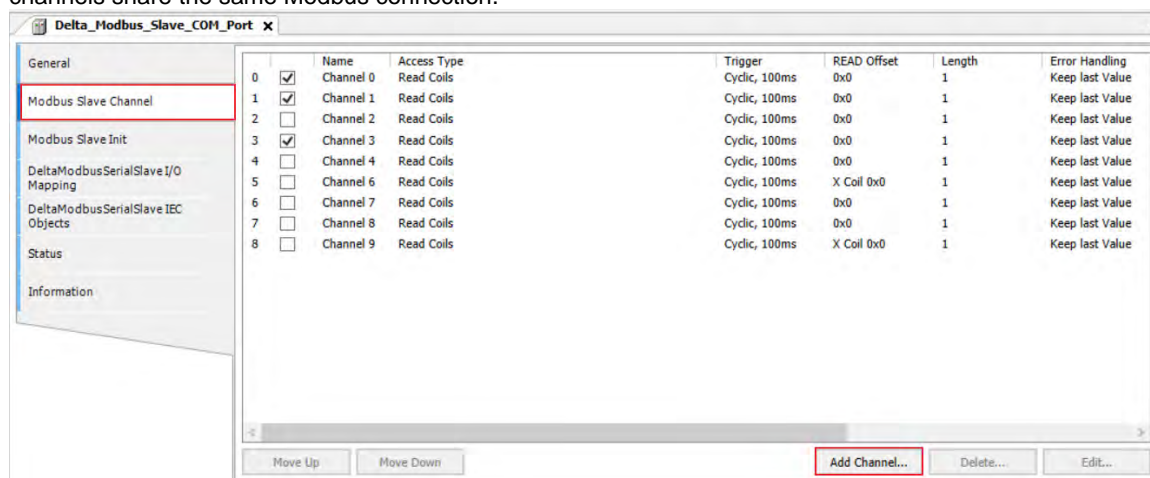 channels share the same Modbus connection.
Delta_Modbus_Slave_COM_Port x
General
Modbus Slave Channel
Modbus Slave Init
DeltaModbusSerialSlave I/O
Mapping
DeltaModbusSerialSlave IEC
Objects
Status
Information
Name Access Type Trigger READ Offset Length Error Handling
0 Channel 0 Read Coils Cyclic, 100ms 0x0 1 Keep last Value
1 Channel 1 Read Coils Cyclic, 100ms 0x0 1 Keep last Value
2 Channel 2 Read Coils Cyclic, 100ms 0x0 1 Keep last Value
3 Channel 3 Read Coils Cyclic, 100ms 0x0 1 Keep last Value
4 Channel 4 Read Coils Cyclic, 100ms 0x0 1 Keep last Value
5 Channel 6 Read Coils Cyclic, 100ms X Coil 0x0 1 Keep last Value
6 Channel 7 Read Coils Cyclic, 100ms 0x0 1 Keep last Value
7 Channel 8 Read Coils Cyclic, 100ms 0x0 1 Keep last Value
8 Channel 9 Read Coils Cyclic, 100ms X Coil 0x0 1 Keep last Value
Move Up Move Down Add Channel... Delete... Edit...